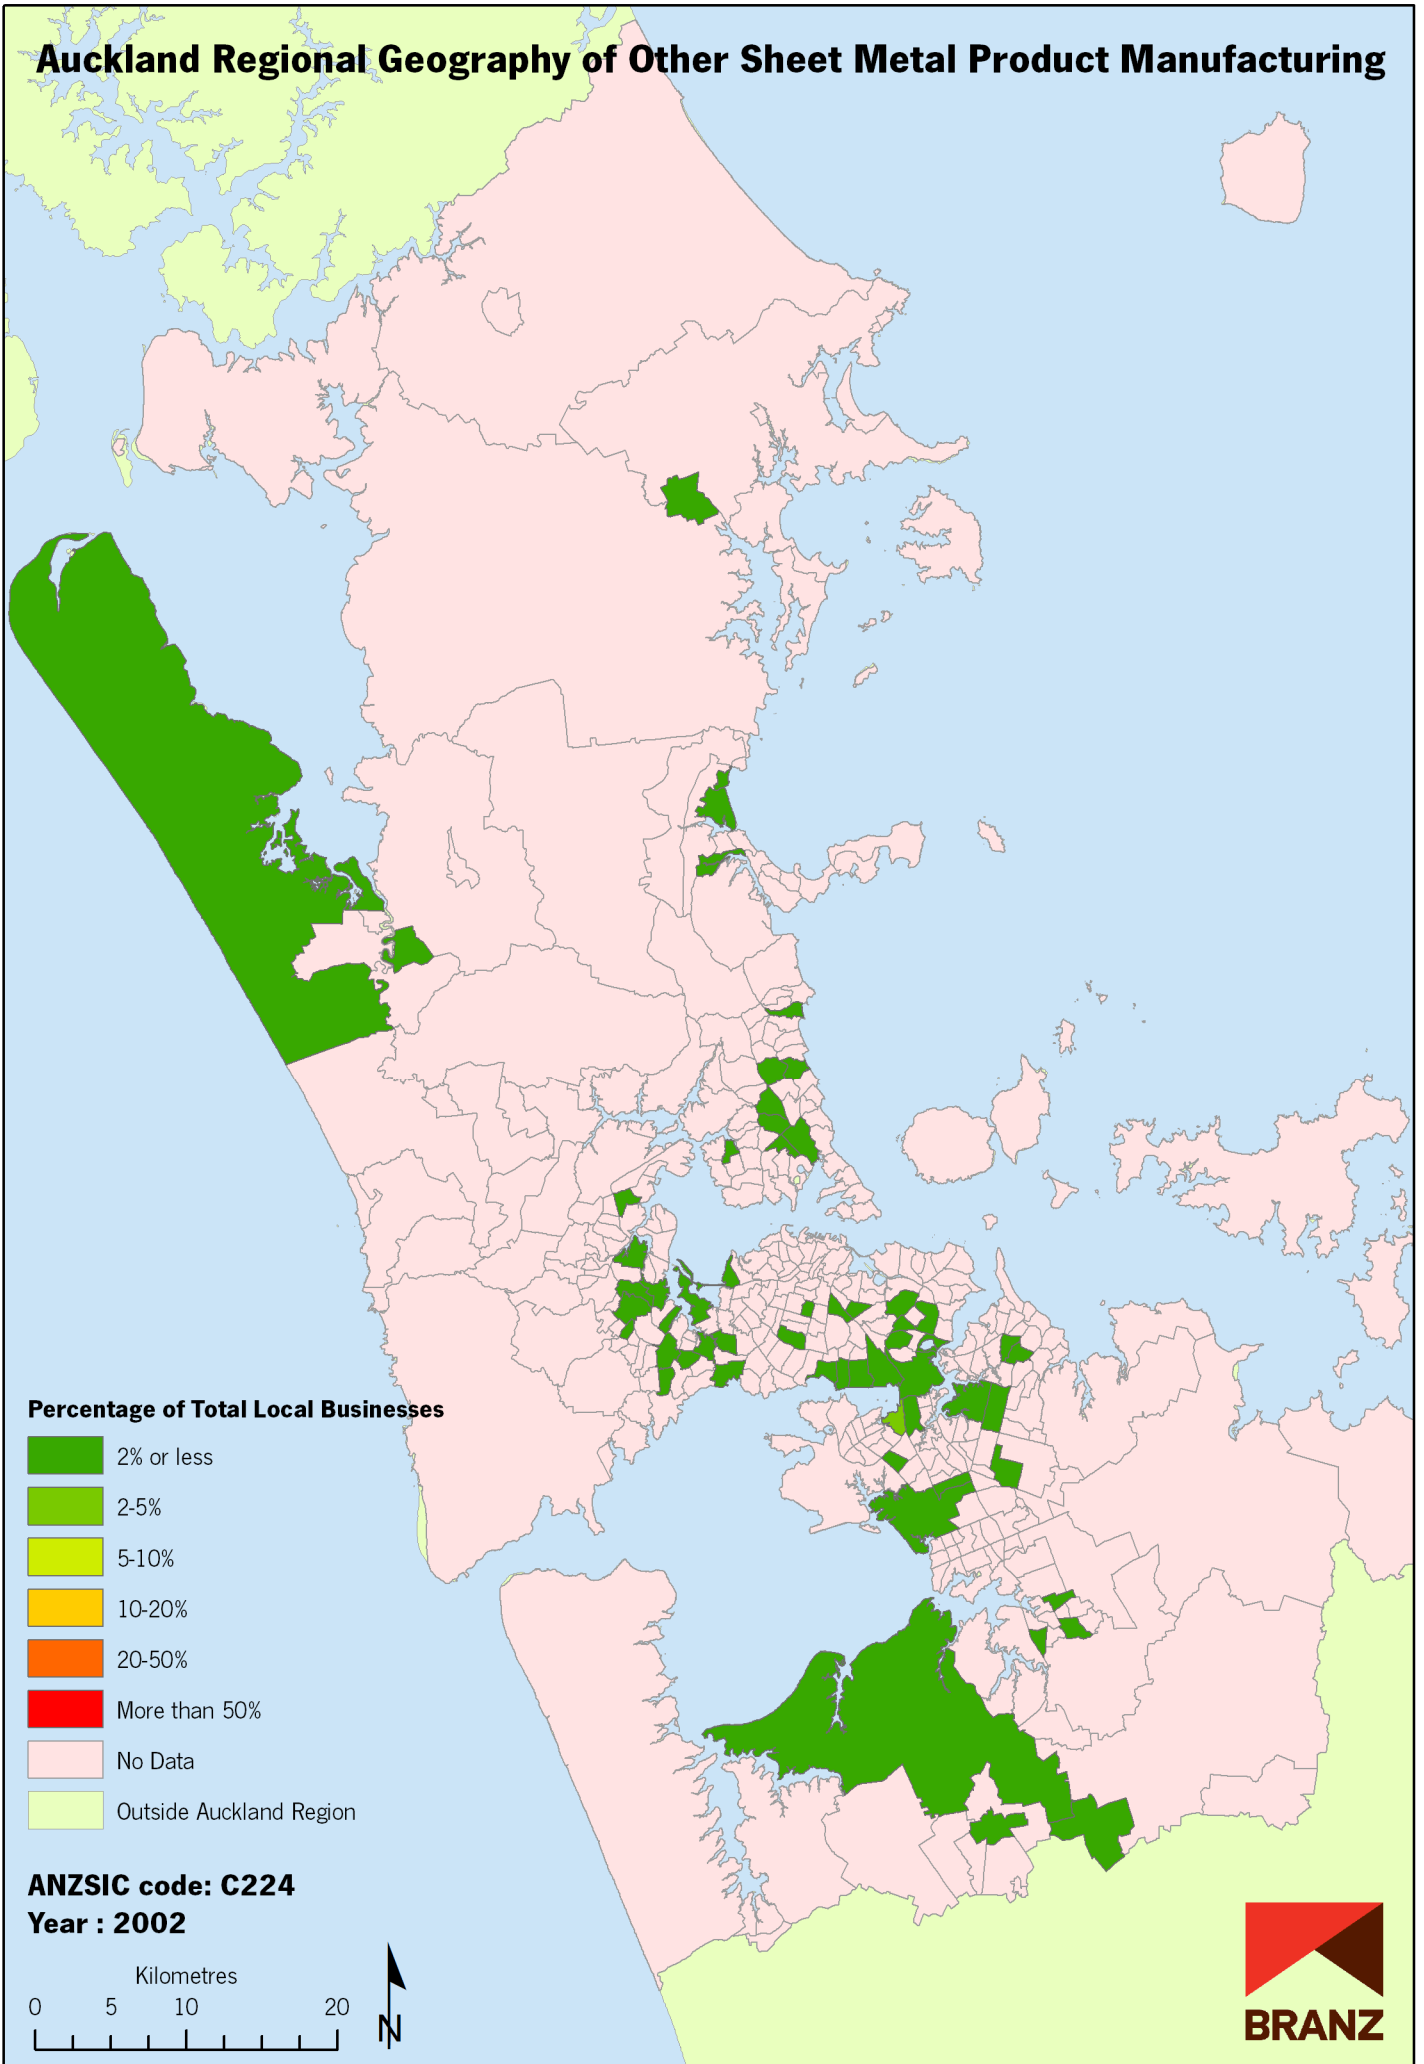 Auckland Regional Geography of Other Sheet Metal Product Manufacturing
Percentage of Total Local Businesses
2% or less
2-5%
5-10%
10-20%
20-50%
More than 50%
No Data
Outside Auckland Region
ANZSIC code: C224
Year : 2002
Kilometres
0 5 10 20
N
BRANZ